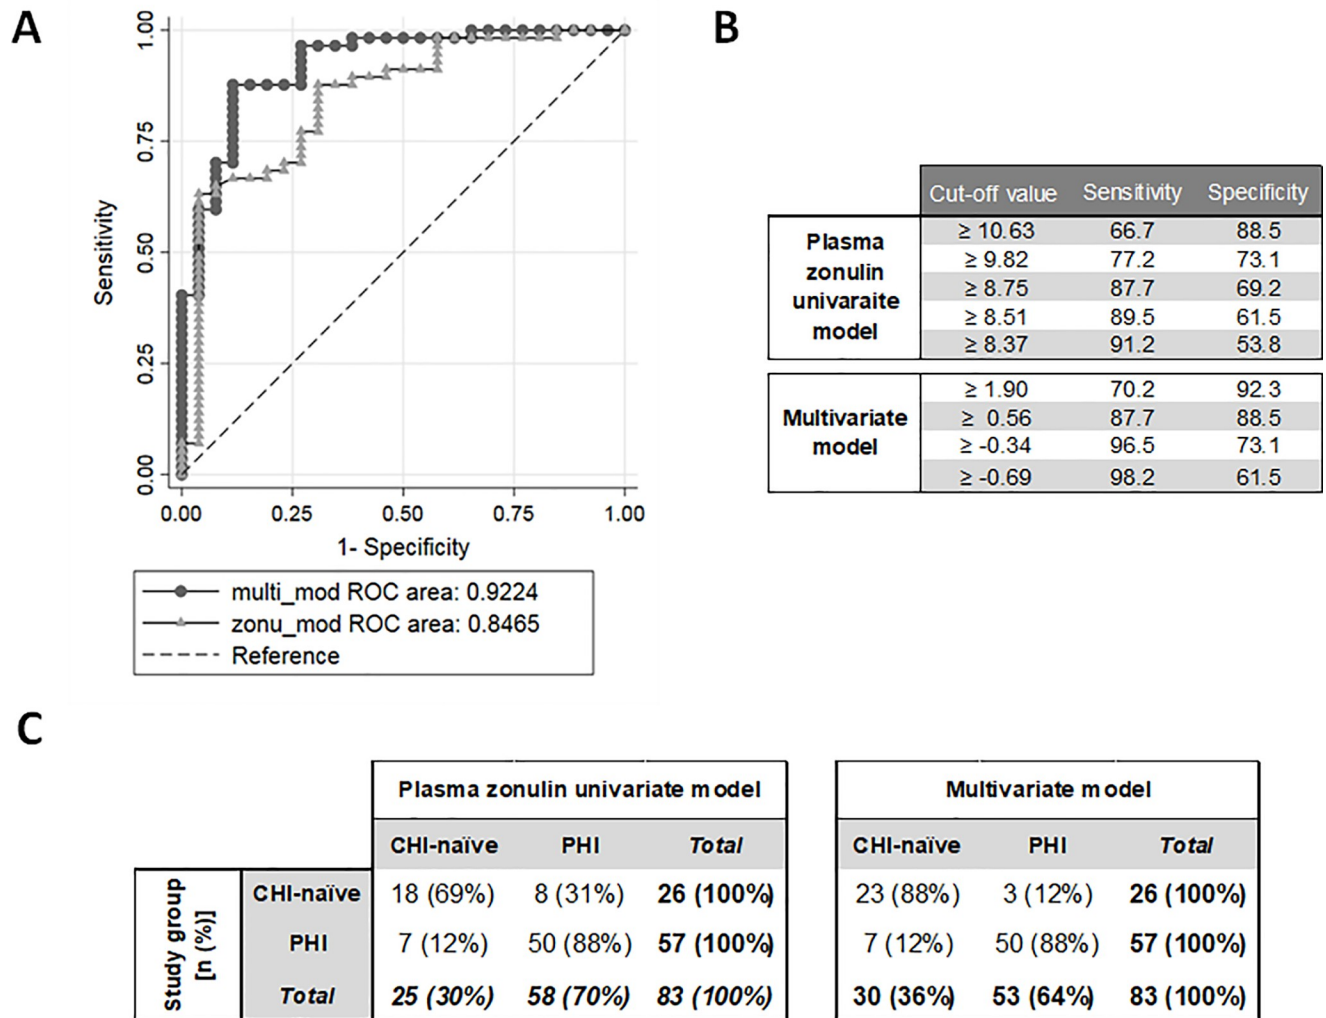 A
1.00
0.75
0.50
0.25
0.00
Sensitivity
0.00 0.25 0.50 0.75 1.00
1- Specificity
multi_mod ROC area: 0.9224
zonu_mod ROC area: 0.8465
Reference
B
Cut-off value Sensitivity Specificity
Plasma
zonulin
univaraite
model
≥ 10.63 66.7 88.5
≥ 9.82 77.2 73.1
≥ 8.75 87.7 69.2
≥ 8.51 89.5 61.5
≥ 8.37 91.2 53.8
Multivariate
model
≥ 1.90 70.2 92.3
≥ 0.56 87.7 88.5
≥ -0.34 96.5 73.1
≥ -0.69 98.2 61.5
C
Plasma zonulin univariate model Multivariate model
CHI-naïve PHI Total CHI-naïve PHI Total
Study group
[n (%)]
CHI-naïve 18 (69%) 8 (31%) 26 (100%) 23 (88%) 3 (12%) 26 (100%)
PHI 7 (12%) 50 (88%) 57 (100%) 7 (12%) 50 (88%) 57 (100%)
Total 25 (30%) 58 (70%) 83 (100%) 30 (36%) 53 (64%) 83 (100%)